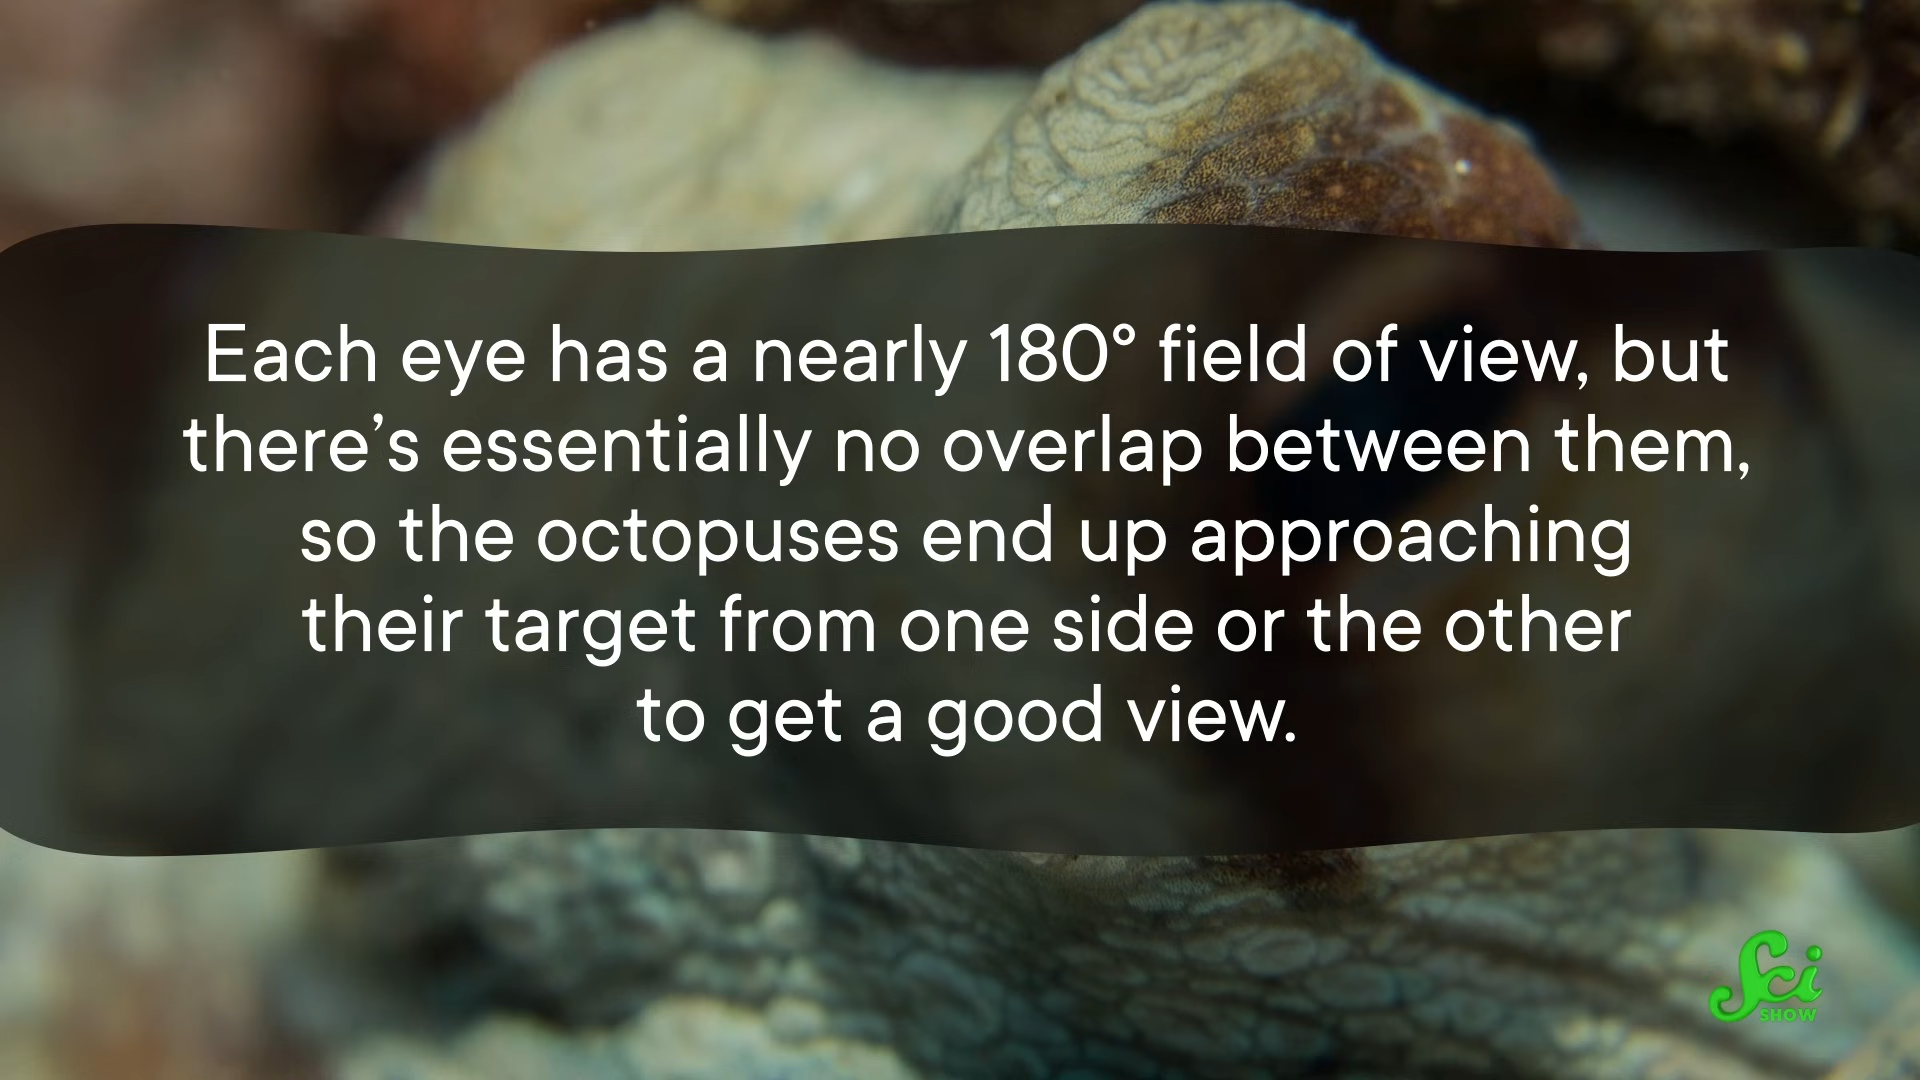 Each eye has a nearly 180° field of view, but
there’s essentially no overlap between them,
so the octopuses end up approaching
their target from one side or the other
to get a good view.
Sci
SHOW